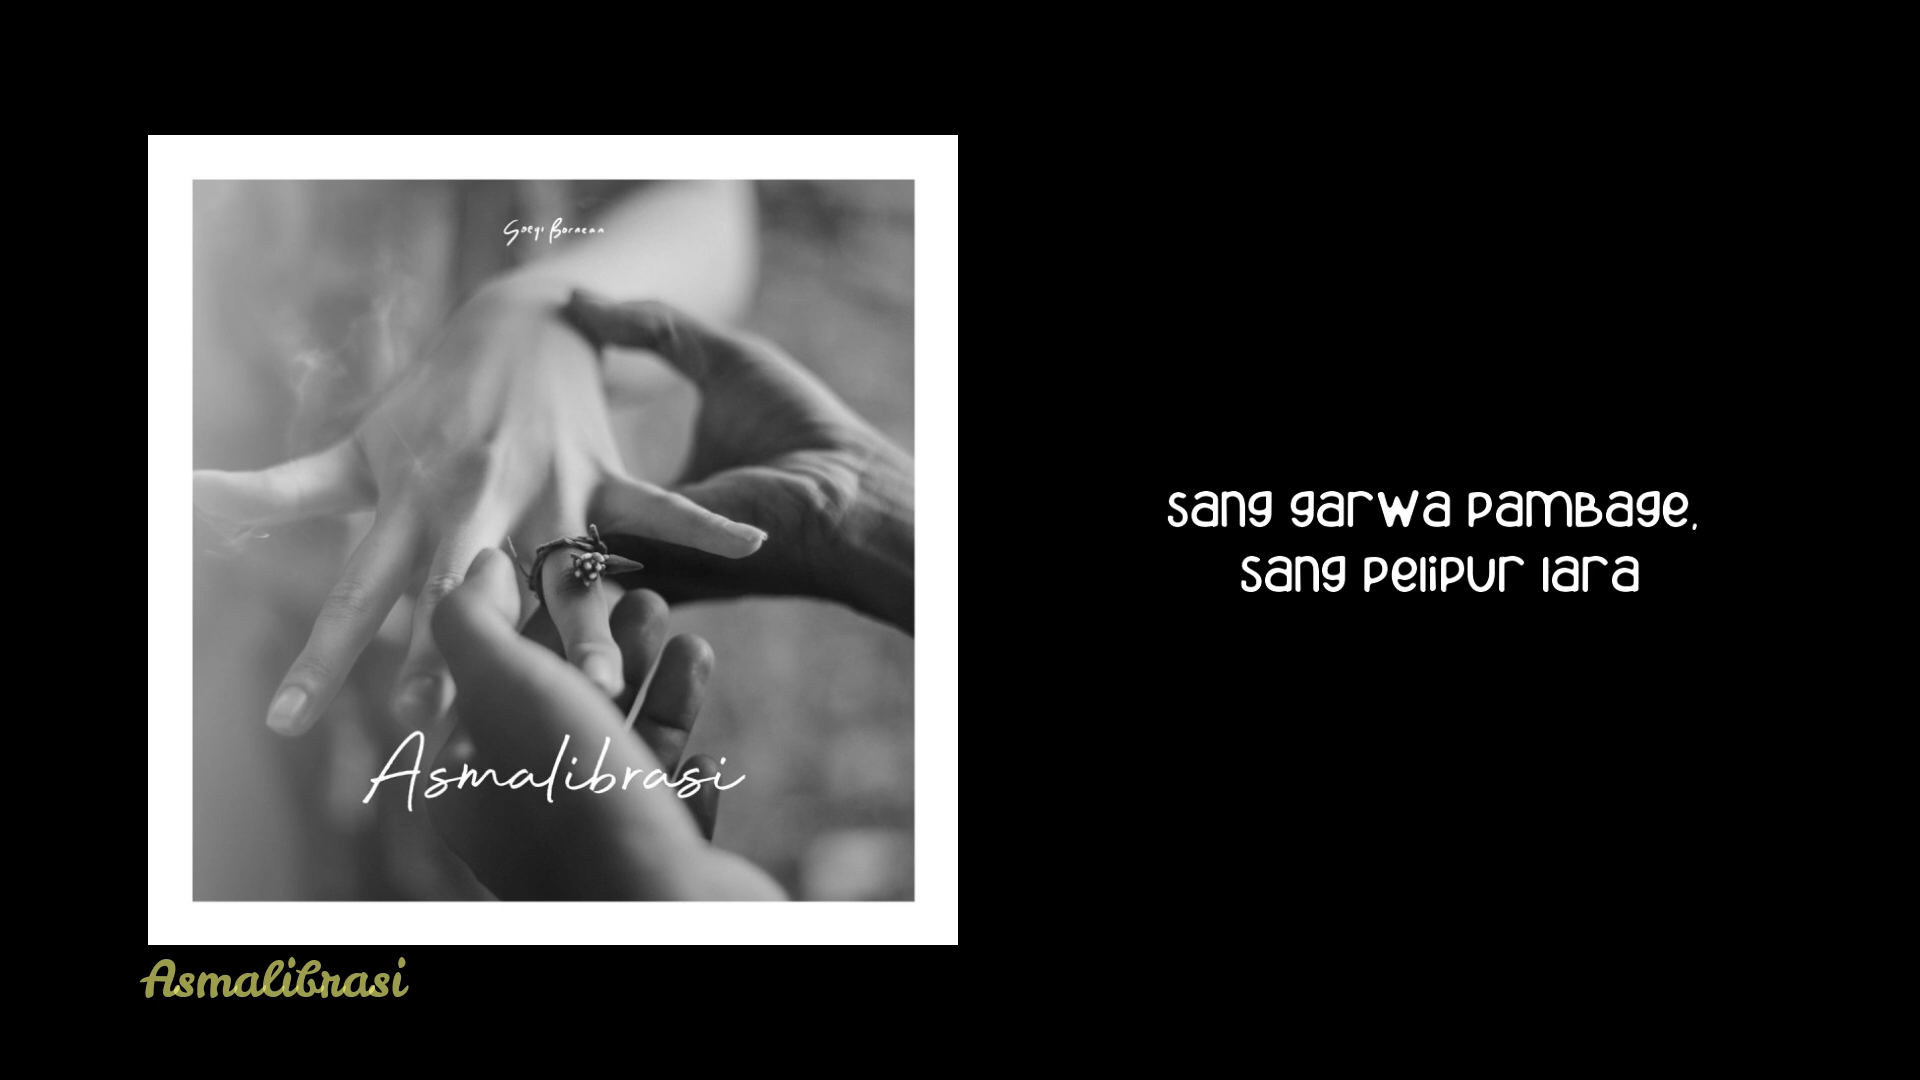 Soegi Bornean
Asmalibrasi
Asmalibrasi
sang garwa pambage,
sang pelipur lara